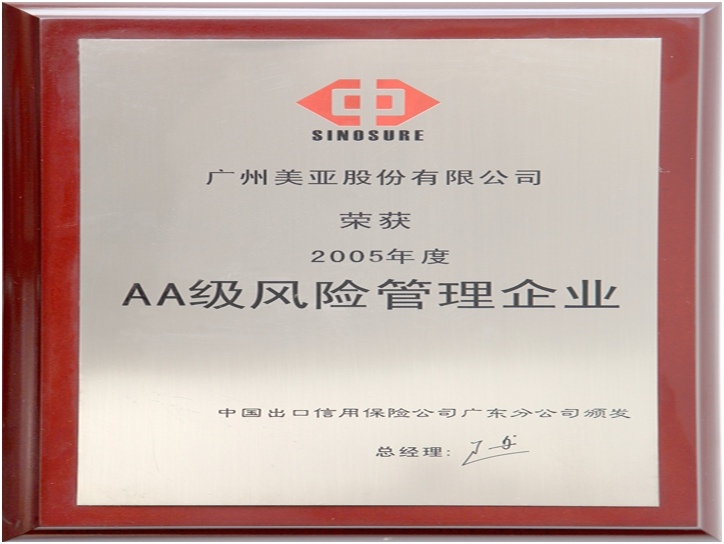 SINOSURE
广州美亚股份有限公司
荣获
2005年度
AA级风险管理企业
中国出口信用保险公司广东分公司颁发
总经理: